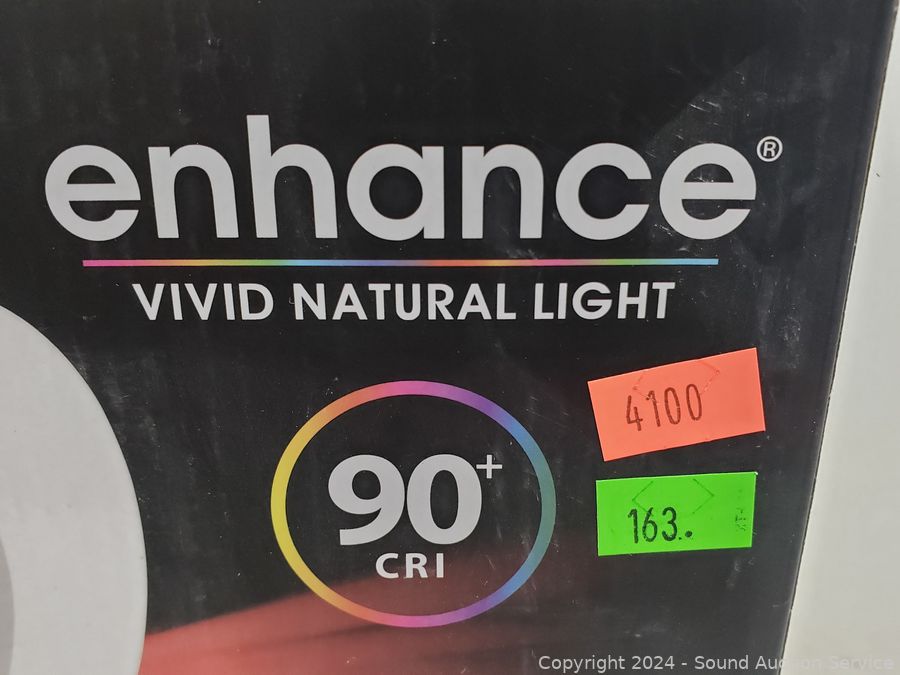 enhance®
VIVID NATURAL LIGHT
90+
CRI
4100
163.
Copyright 2024 - Sound Auction Service